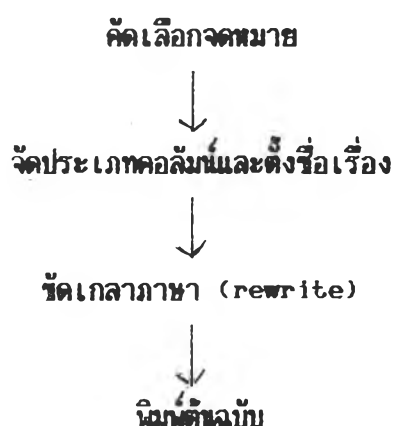 คัดเลือกจดหมาย
จัดประเภทคอลัมน์และตั้งชื่อเรื่อง
ขัดเกลาภาษา (rewrite)
พิมพ์ต้นฉบับ